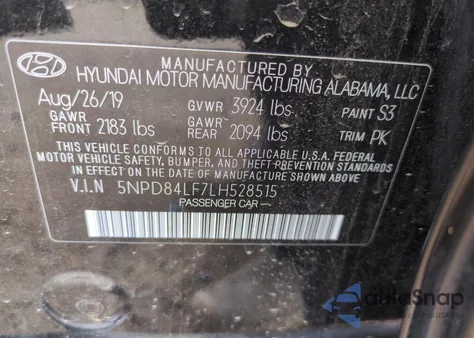 MANUFACTURED BY
HYUNDAI MOTOR MANUFACTURING ALABAMA, LLC
Aug/26/19 GVWR 3924 lbs PAINT S3
GAWR FRONT 2183 lbs GAWR REAR 2094 lbs TRIM PK
THIS VEHICLE CONFORMS TO ALL APPLICABLE U.S.A. FEDERAL
MOTOR VEHICLE SAFETY, BUMPER, AND THEFT PREVENTION STANDARDS
IN EFFECT ON THE DATE OF MANUFACTURE SHOWN ABOVE.
V.I.N 5NPD84LF7LH528515
PASSENGER CAR
autoSnap